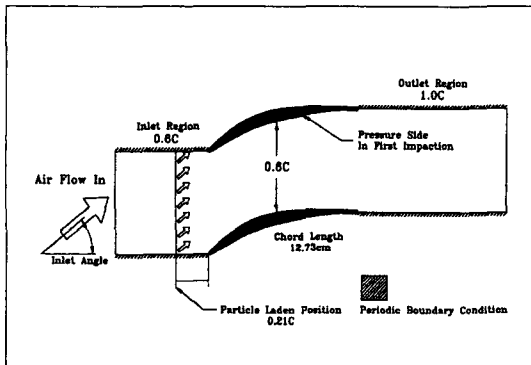 Outlet Region
1.0C
Inlet Region
0.6C
Pressure Side
In First Impaction
0.6C
Air Flow In
Chord Length
12.73cm
Inlet Angle
Particle Laden Position
0.21C
Periodic Boundary Condition